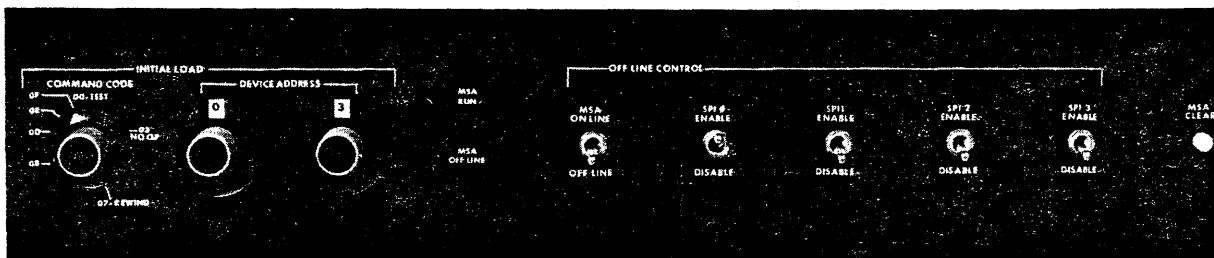 INITIAL LOAD
COMMAND CODE
DEVICE ADDRESS
0F
00-TEST
0E
0D
03
NO OP
0B
07-REWIND
0
3
MSA
RUN
MSA
OFF LINE
OFF LINE CONTROL
MSA
ON LINE
OFF LINE
SPI 0
ENABLE
DISABLE
SPI 1
ENABLE
DISABLE
SPI 2
ENABLE
DISABLE
SPI 3
ENABLE
DISABLE
MSA
CLEAR